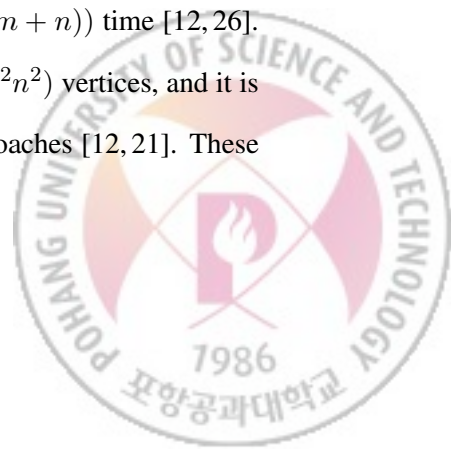 m + n)) time [12, 26].
²n²) vertices, and it is
oaches [12, 21]. These
POHANG UNIVERSITY OF SCIENCE AND TECHNOLOGY
1986
포항공과대학교